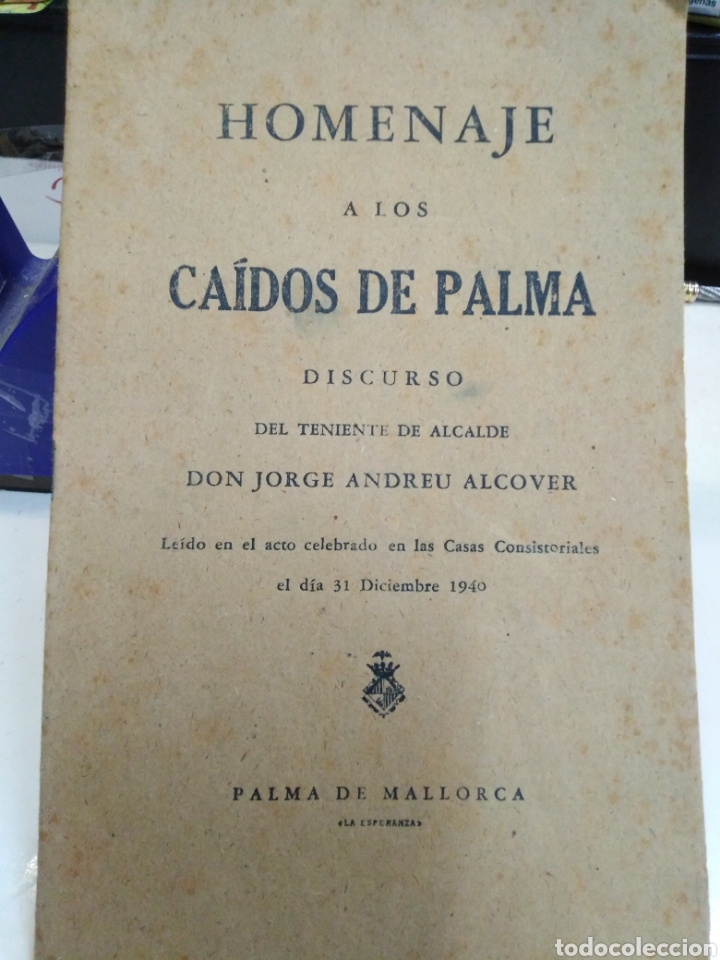 HOMENAJE
A LOS
CAÍDOS DE PALMA
DISCURSO
DEL TENIENTE DE ALCALDE
DON JORGE ANDREU ALCOVER
Leído en el acto celebrado en las Casas Consistoriales
el día 31 Diciembre 1940
PALMA DE MALLORCA
«LA ESPERANZA»
todocoleccion